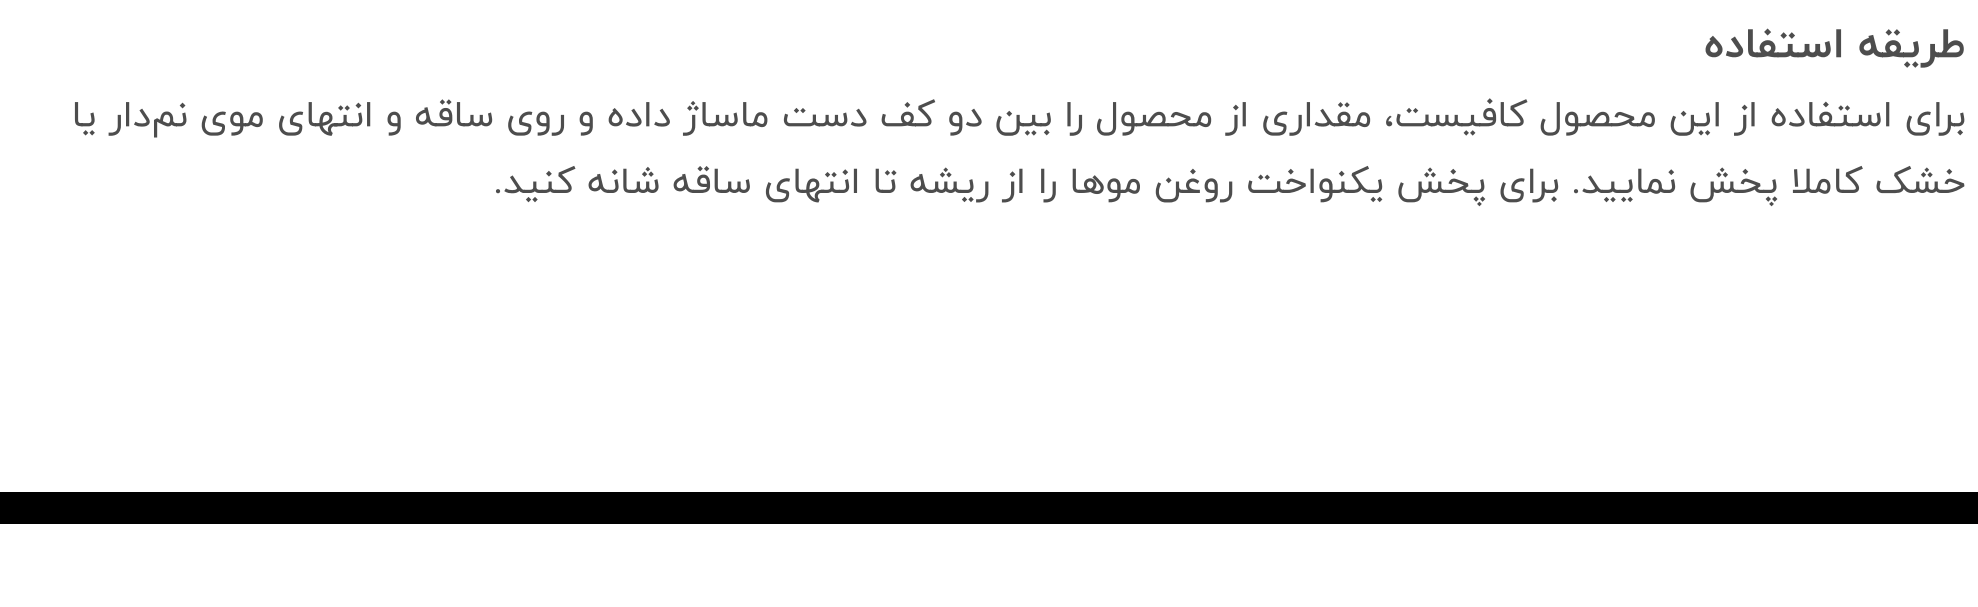 طریقه استفاده
برای استفاده از این محصول کافیست، مقداری از محصول را بین دو کف دست ماساژ داده و روی ساقه و انتهای موی نم‌دار یا
خشک کاملا پخش نمایید. برای پخش یکنواخت روغن موها را از ریشه تا انتهای ساقه شانه کنید.